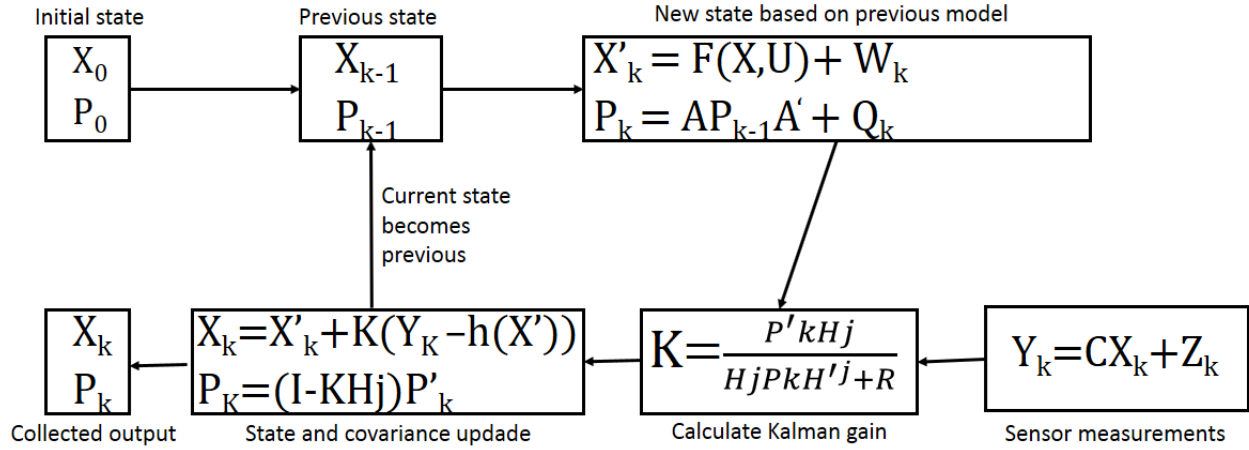 Initial state
Previous state
New state based on previous model
X₀
P₀
Xₖ₋₁
Pₖ₋₁
X'ₖ = F(X,U)+ Wₖ
Pₖ = APₖ₋₁A' + Qₖ
Current state
becomes
previous
Xₖ
Pₖ
Xₖ=X'ₖ+K(Y_K –h(X'))
P_K=(I-KHj)P'ₖ
K= P'kHj / HjPkH'j+R
Yₖ=CXₖ+Zₖ
Collected output
State and covariance updade
Calculate Kalman gain
Sensor measurements